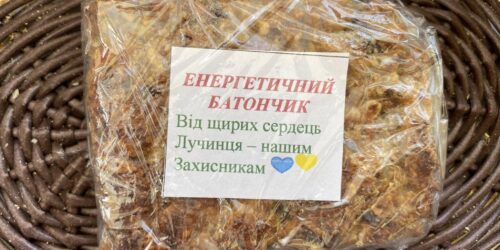 ЕНЕРГЕТИЧНИЙ
БАТОНЧИК
Від щирих сердець
Лучинця – нашим
Захисникам 💙💛